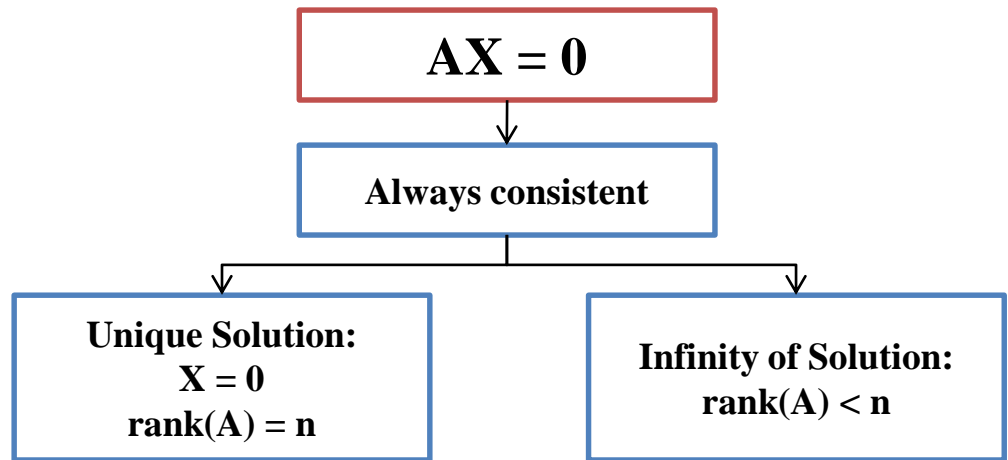 AX = 0
Always consistent
Unique Solution:
X = 0
rank(A) = n
Infinity of Solution:
rank(A) < n